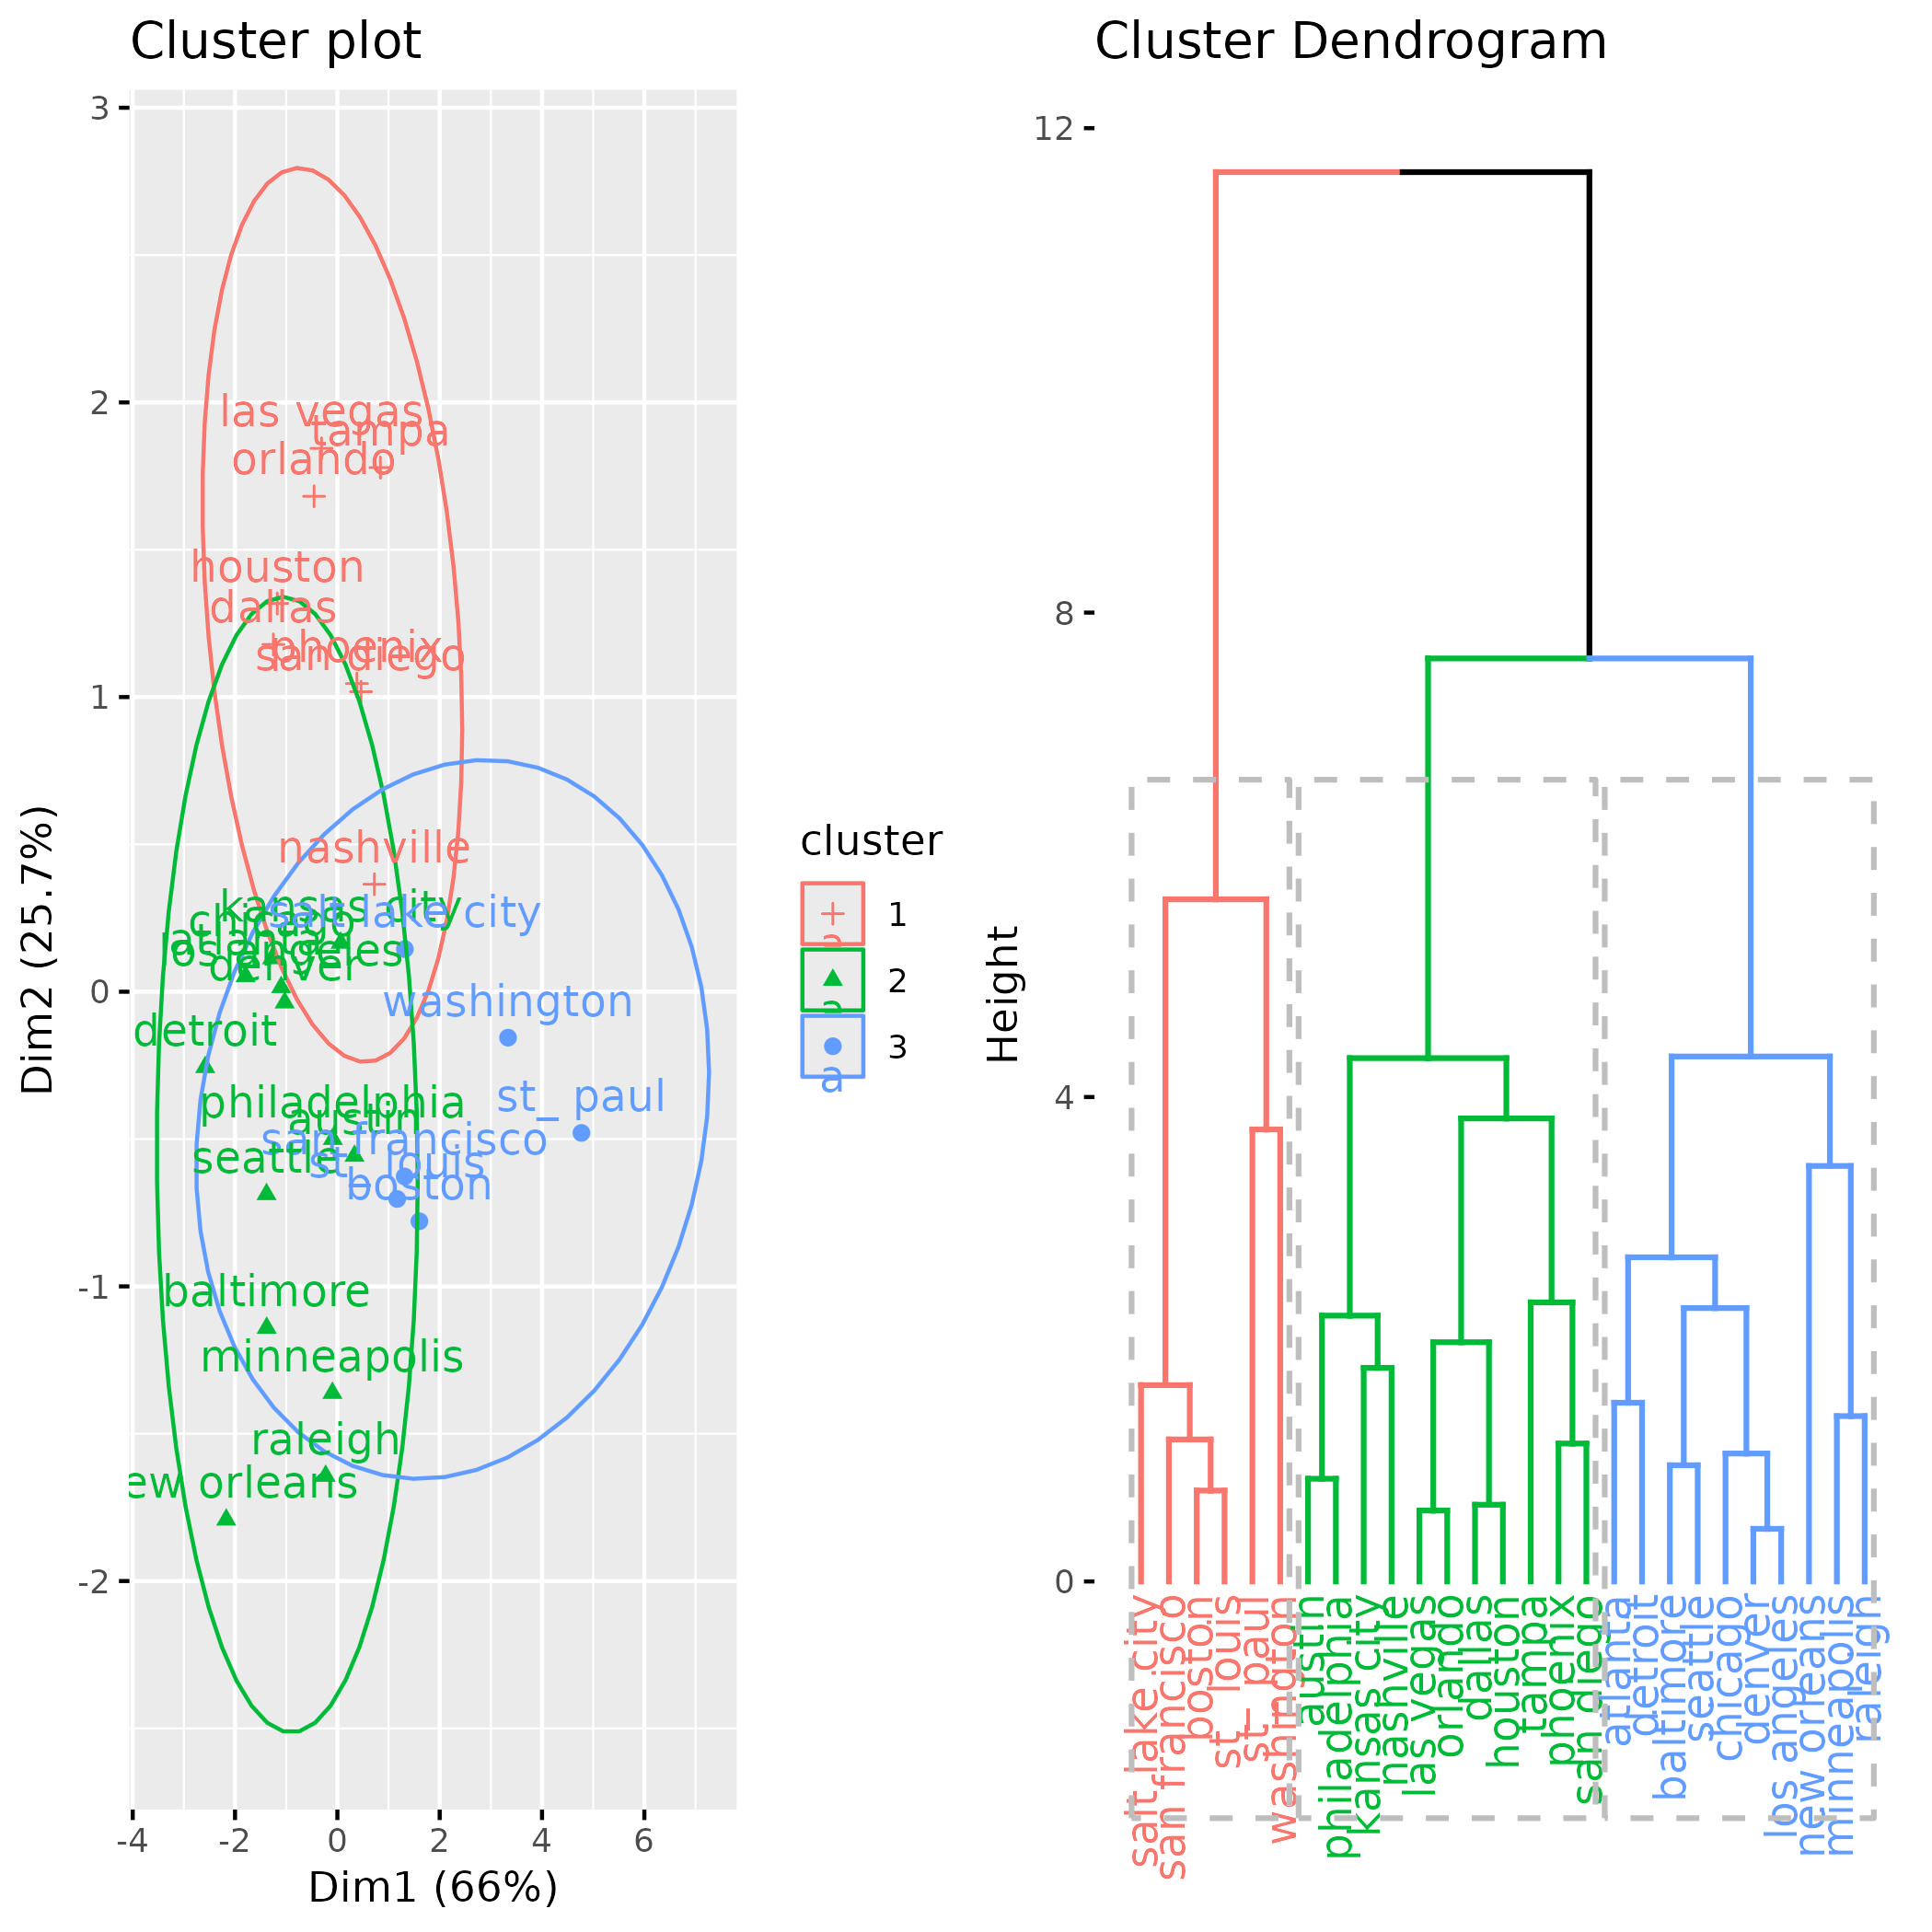 Cluster plot
3
2
1
0
-1
-2
Dim2 (25.7%)
las vegas
tampa
orlando
houston
dallas
phoenix
san diego
nashville
kansas city
salt lake city
chicago
atlanta
os angeles
denver
washington
detroit
st_ paul
philadelphia
austin
san francisco
seattle
st_ louis
boston
baltimore
minneapolis
raleigh
ew orleans
-4 -2 0 2 4 6
Dim1 (66%)
cluster
a 1
a 2
a 3
Cluster Dendrogram
12
8
4
0
Height
salt lake city
san francisco
boston
st_ louis
st_ paul
washington
austin
philadelphia
kansas city
nashville
las vegas
orlando
dallas
houston
tampa
phoenix
san diego
atlanta
detroit
baltimore
seattle
chicago
denver
los angeles
new orleans
minneapolis
raleigh